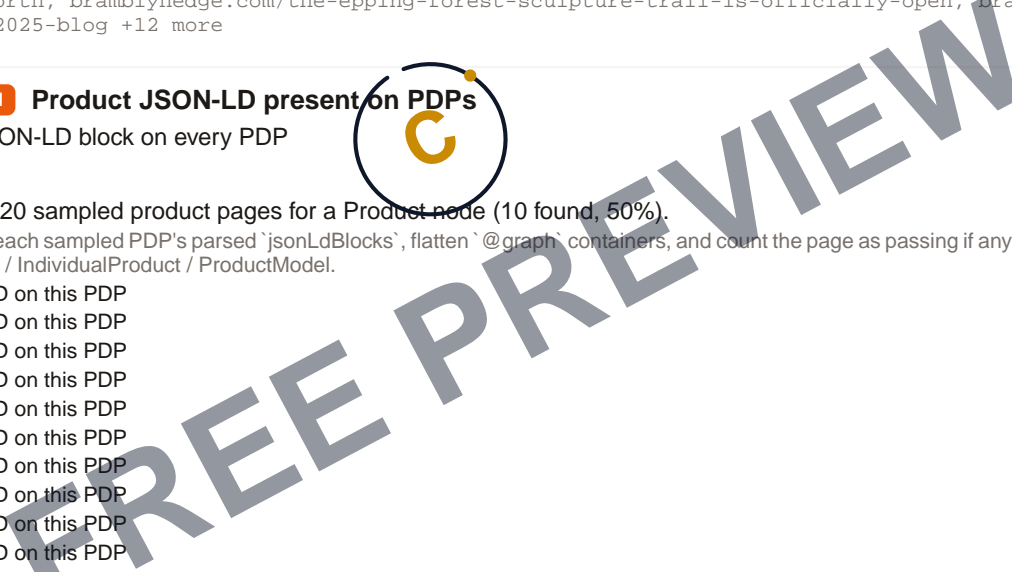 bramblyhedge.com/the-epping-forest-sculpture-trail-is-officially-open,
2025-blog +12 more
Product JSON-LD present on PDPs
ON-LD block on every PDP
C
20 sampled product pages for a Product node (10 found, 50%).
each sampled PDP's parsed `jsonLdBlocks`, flatten `@graph` containers, and count the page as passing if any
/ IndividualProduct / ProductModel.
D on this PDP
D on this PDP
D on this PDP
D on this PDP
D on this PDP
D on this PDP
D on this PDP
D on this PDP
D on this PDP
D on this PDP
FREE PREVIEW